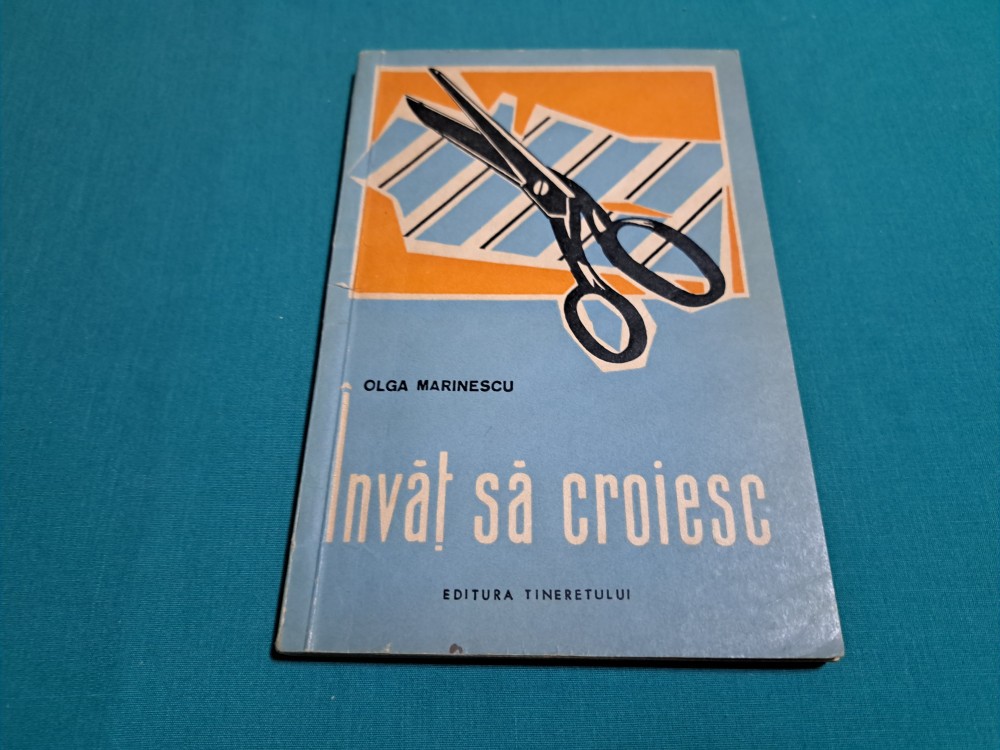 OLGA MARINESCU
Învăț să croiesc
EDITURA TINERETULUI